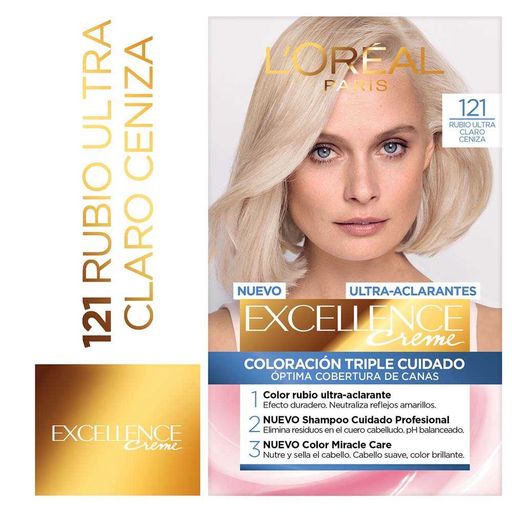 121 RUBIO ULTRA
CLARO CENIZA
EXCELLENCE
Creme
L'ORÉAL
PARIS
121
RUBIO ULTRA
CLARO
CENIZA
NUEVO
ULTRA-ACLARANTES
EXCELLENCE
Creme
COLORACIÓN TRIPLE CUIDADO
ÓPTIMA COBERTURA DE CANAS
1 Color rubio ultra-aclarante
Efecto duradero. Neutraliza reflejos amarillos.
2 NUEVO Shampoo Cuidado Profesional
Elimina residuos en el cuero cabelludo. pH balanceado.
3 NUEVO Color Miracle Care
Nutre y sella el cabello. Cabello suave, color brillante.